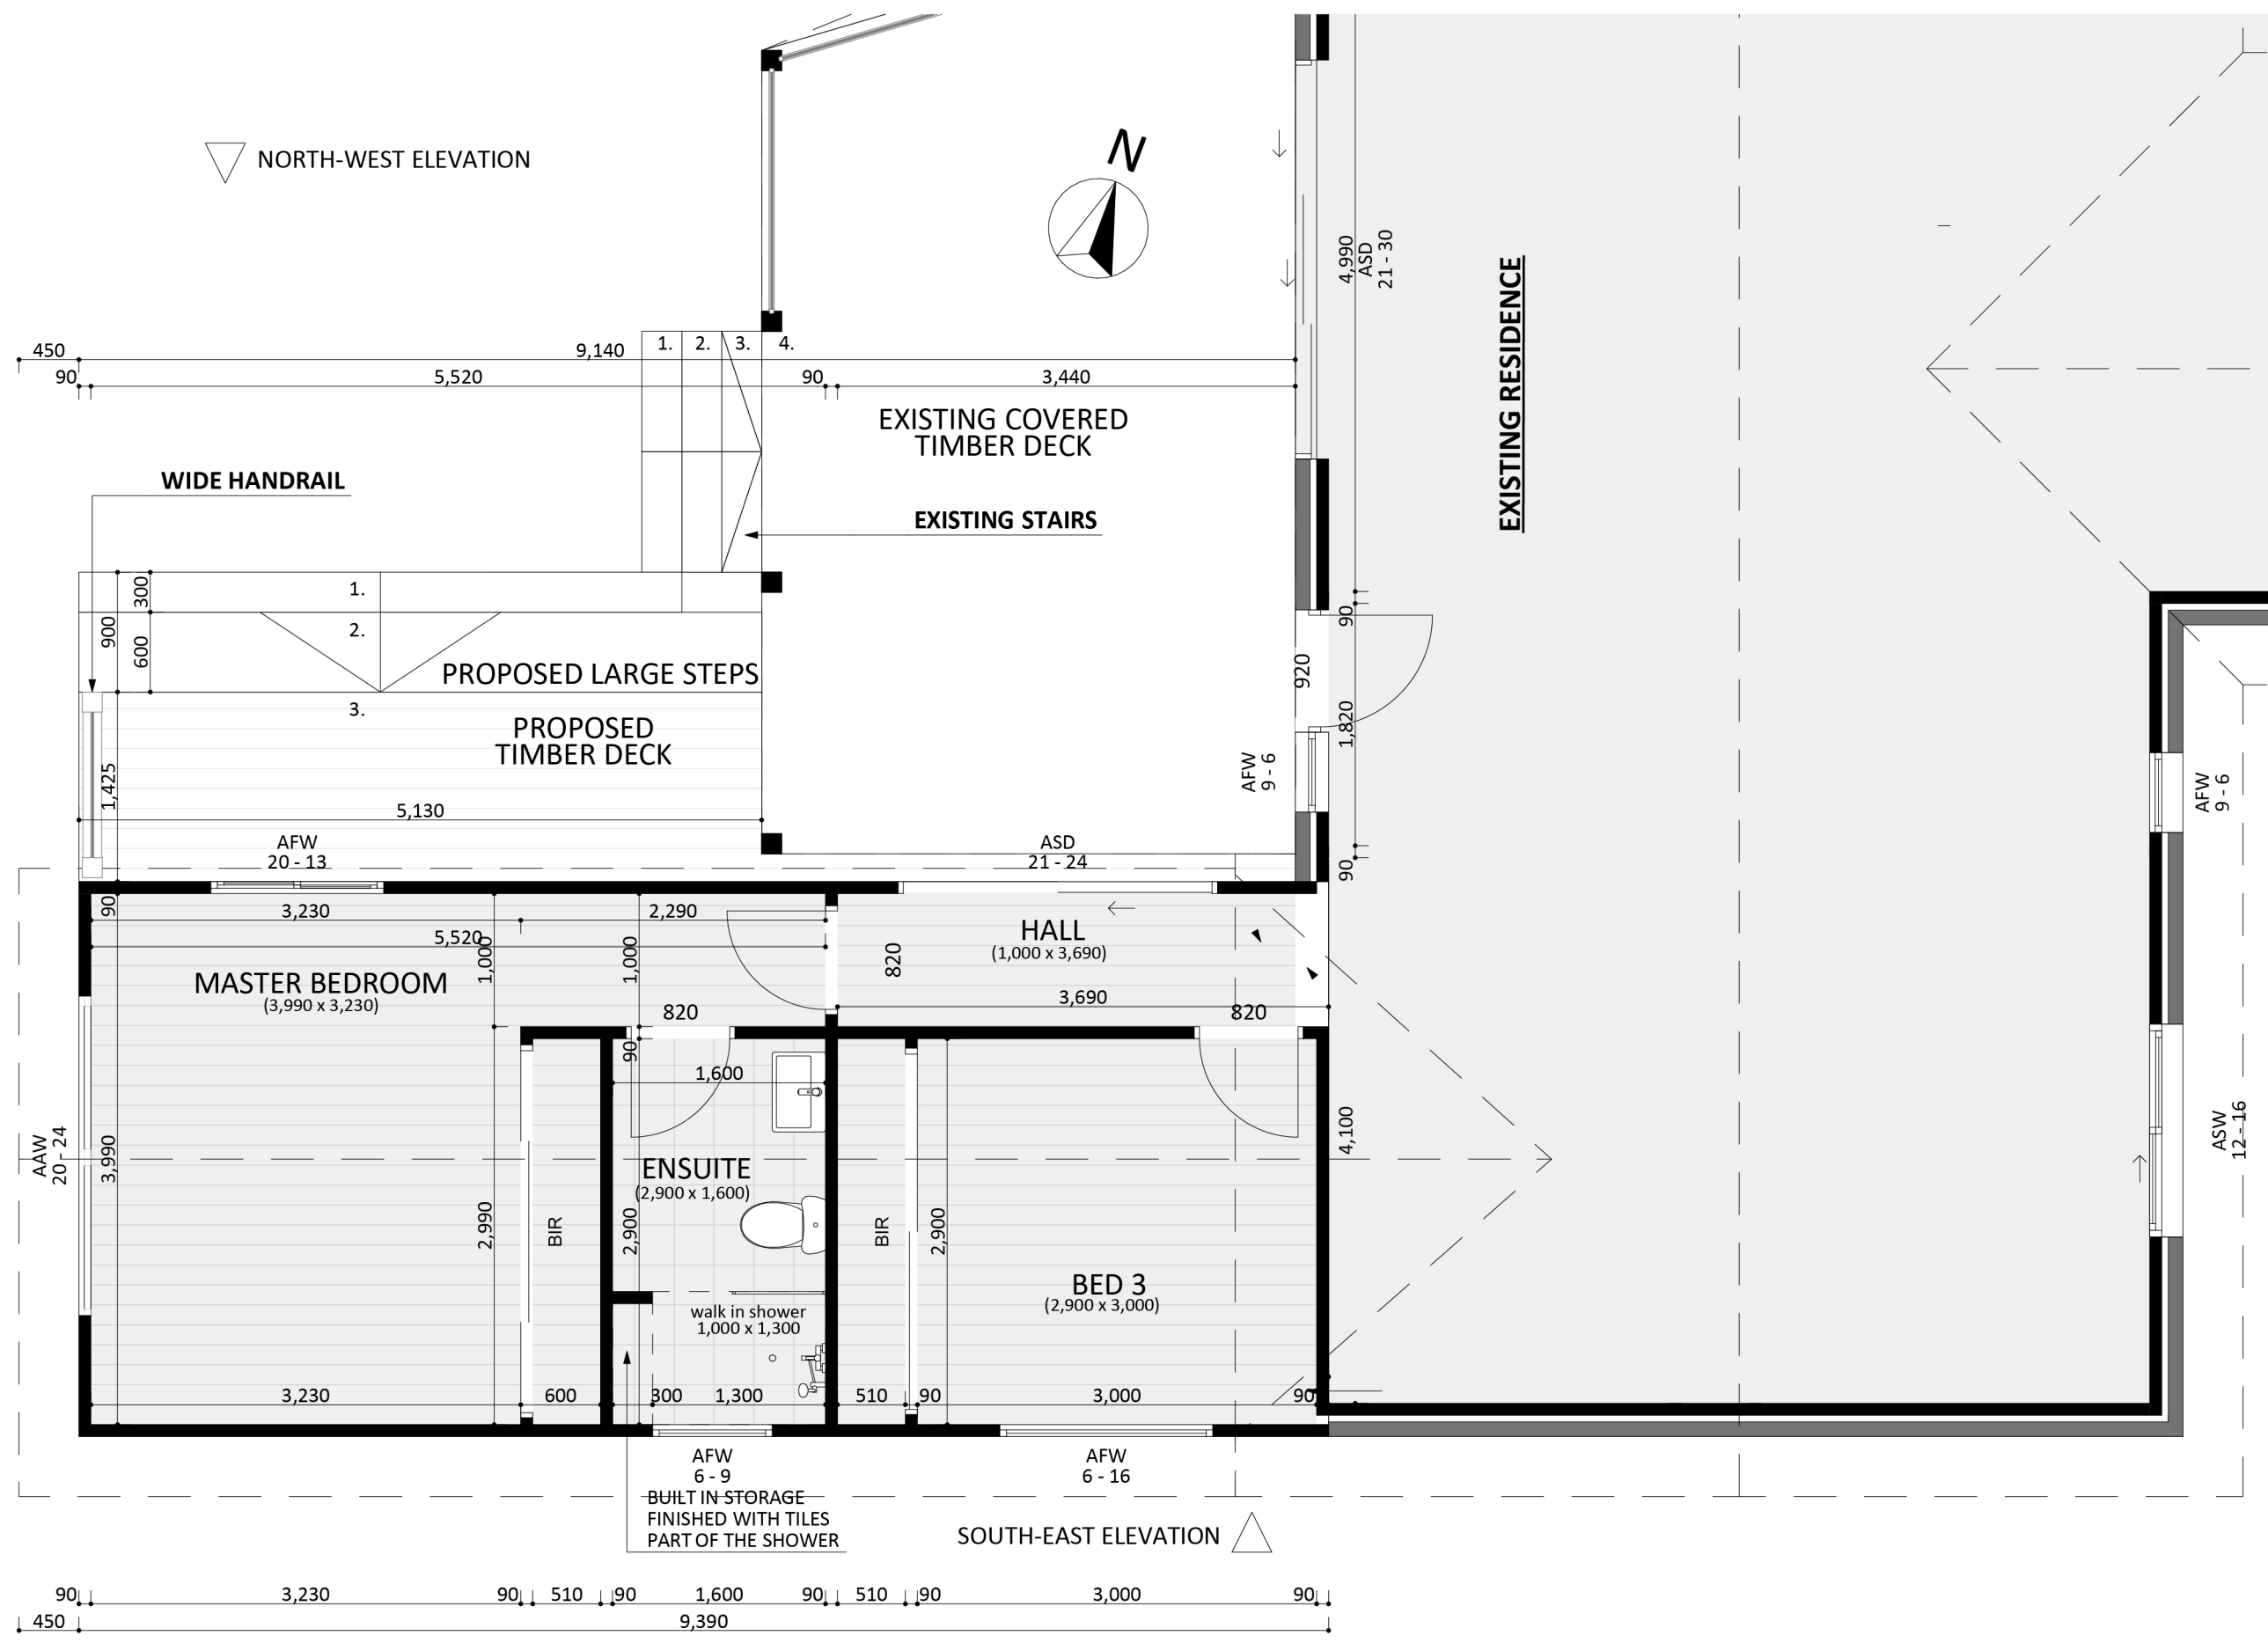 N
NORTH-WEST ELEVATION
4,990
ASD
21 - 30
EXISTING RESIDENCE
1.
2.
3.
4.
450
9,140
90
5,520
90
3,440
EXISTING COVERED
TIMBER DECK
WIDE HANDRAIL
EXISTING STAIRS
300
1.
900
600
2.
PROPOSED LARGE STEPS
90
920
1,820
3.
PROPOSED
TIMBER DECK
1,425
5,130
AFW
9 - 6
AFW
9 - 6
AFW
20 - 13
ASD
21 - 24
90
90
3,230
2,290
5,520
1,000
1,000
820
HALL
(1,000 x 3,690)
MASTER BEDROOM
(3,990 x 3,230)
3,690
820
820
90
1,600
AAW
20 - 24
3,990
4,100
ASW
12 - 16
ENSUITE
(2,900 x 1,600)
2,990
BIR
2,900
BIR
2,900
BED 3
(2,900 x 3,000)
walk in shower
1,000 x 1,300
3,230
600
300
1,300
510
90
3,000
90
AFW
6 - 9
AFW
6 - 16
BUILT IN STORAGE
FINISHED WITH TILES
PART OF THE SHOWER
SOUTH-EAST ELEVATION
90
3,230
90
510
90
1,600
90
510
90
3,000
90
450
9,390